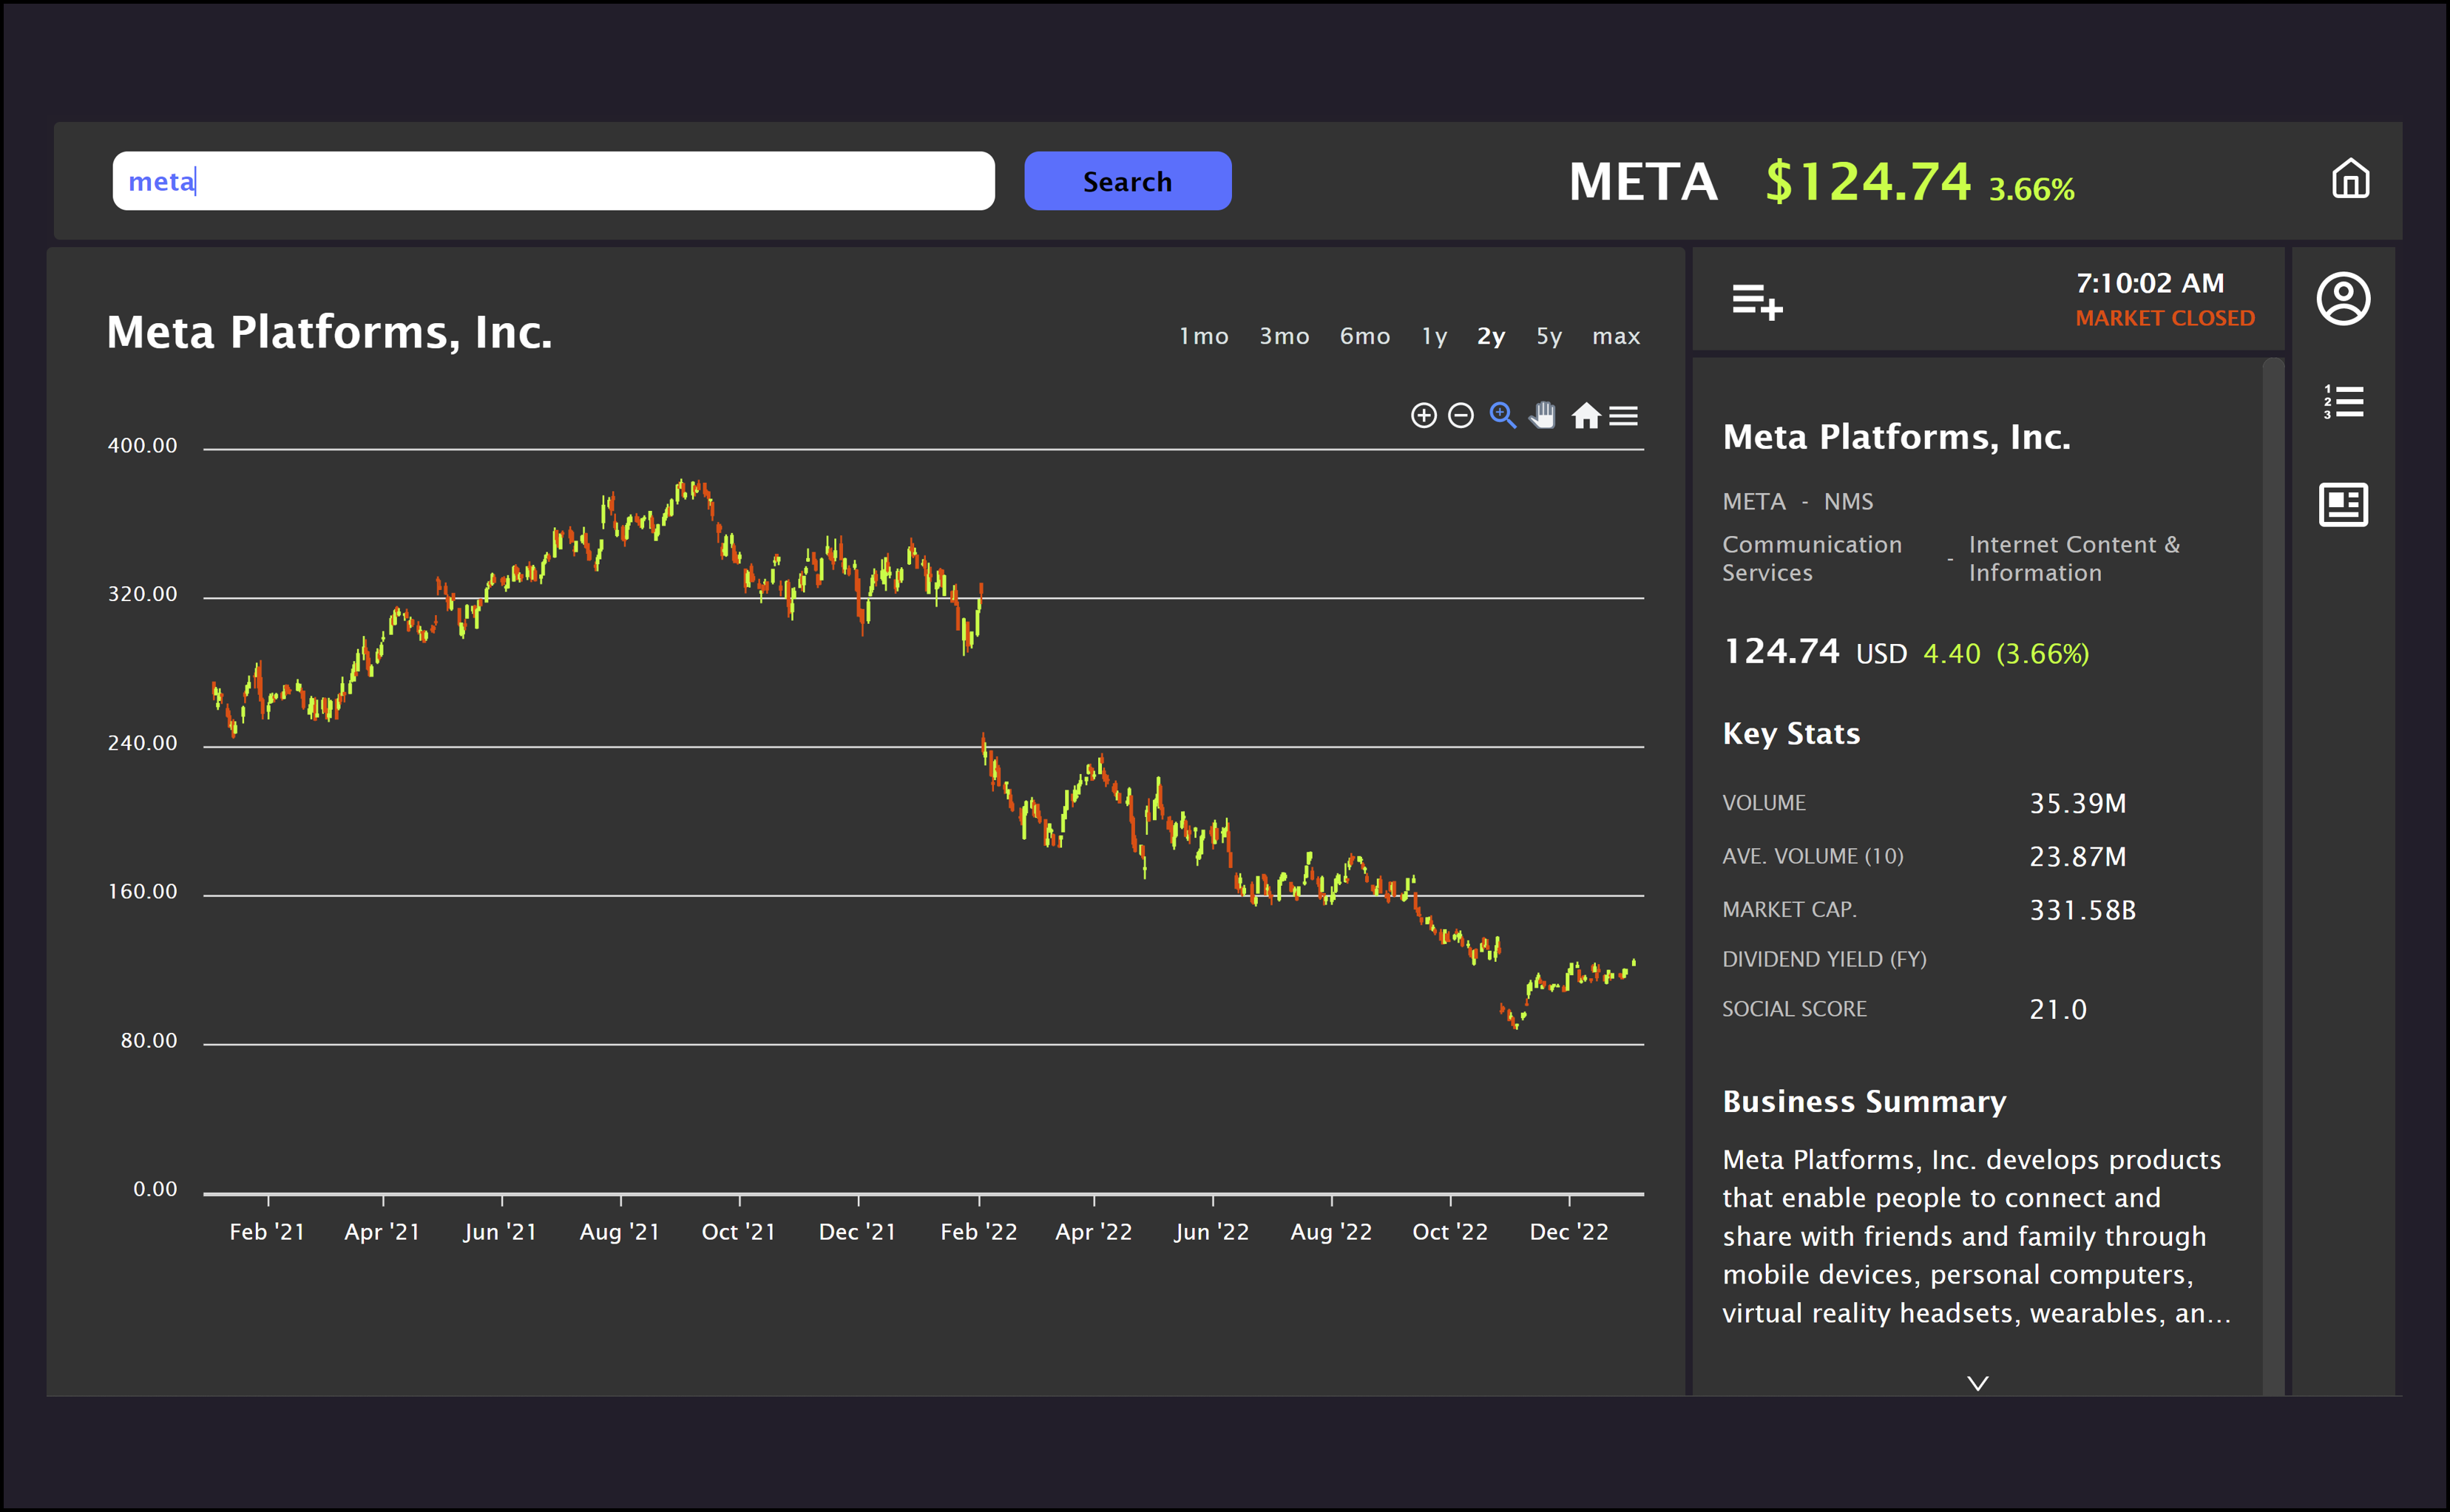 meta
Search
META $124.74 3.66%
Meta Platforms, Inc.
1mo 3mo 6mo 1y 2y 5y max
400.00
320.00
240.00
160.00
80.00
0.00
Feb '21 Apr '21 Jun '21 Aug '21 Oct '21 Dec '21 Feb '22 Apr '22 Jun '22 Aug '22 Oct '22 Dec '22
7:10:02 AM
MARKET CLOSED
Meta Platforms, Inc.
META - NMS
Communication Services - Internet Content & Information
124.74 USD 4.40 (3.66%)
Key Stats
VOLUME 35.39M
AVE. VOLUME (10) 23.87M
MARKET CAP. 331.58B
DIVIDEND YIELD (FY)
SOCIAL SCORE 21.0
Business Summary
Meta Platforms, Inc. develops products
that enable people to connect and
share with friends and family through
mobile devices, personal computers,
virtual reality headsets, wearables, an...
1
2
3